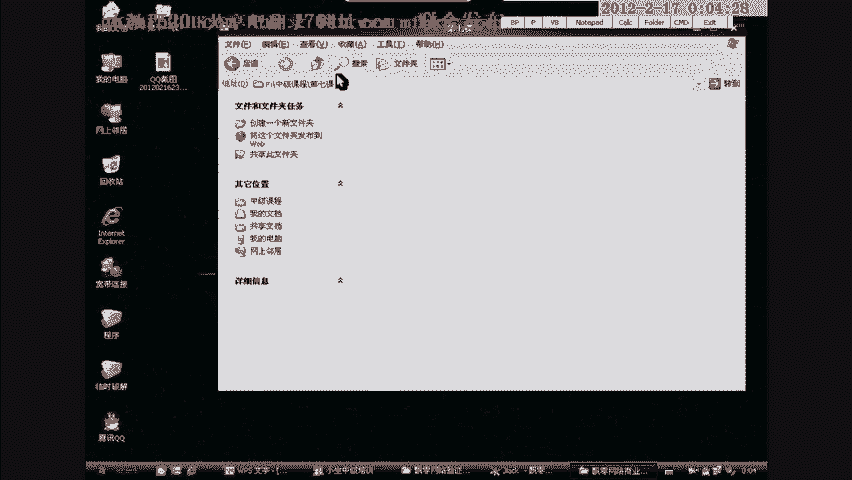 2012-2-17 0:04:28
BP P VB Notepad Calc Folder CMD Exit
文件(F) 编辑(E) 查看(V) 收藏(A) 工具(T) 帮助(H)
后退 搜索 文件夹
地址(D) F:\中级课程\第七课 转到
文件和文件夹任务
创建一个新文件夹
将这个文件夹发布到
Web
共享此文件夹
其它位置
中级课程
我的文档
共享文档
我的电脑
网上邻居
详细信息
我的电脑
QQ截图
2012021623...
网上邻居
回收站
Internet
Explorer
宽带连接
程序
临时破解
腾讯QQ
0:04